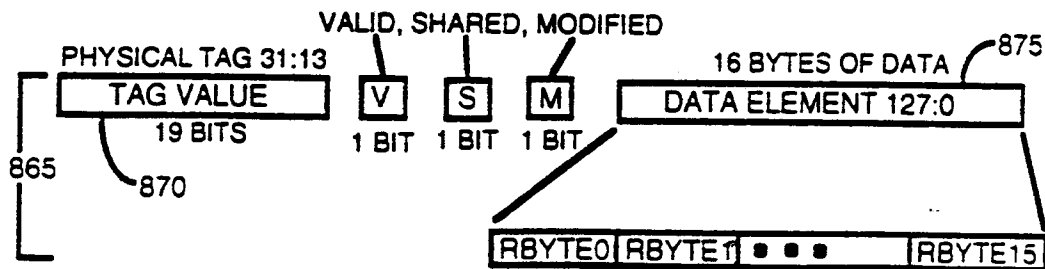 VALID, SHARED, MODIFIED
PHYSICAL TAG 31:13
16 BYTES OF DATA
875
TAG VALUE
V
S
M
DATA ELEMENT 127:0
19 BITS
1 BIT
1 BIT
1 BIT
865
870
RBYTE0
RBYTE1
RBYTE15